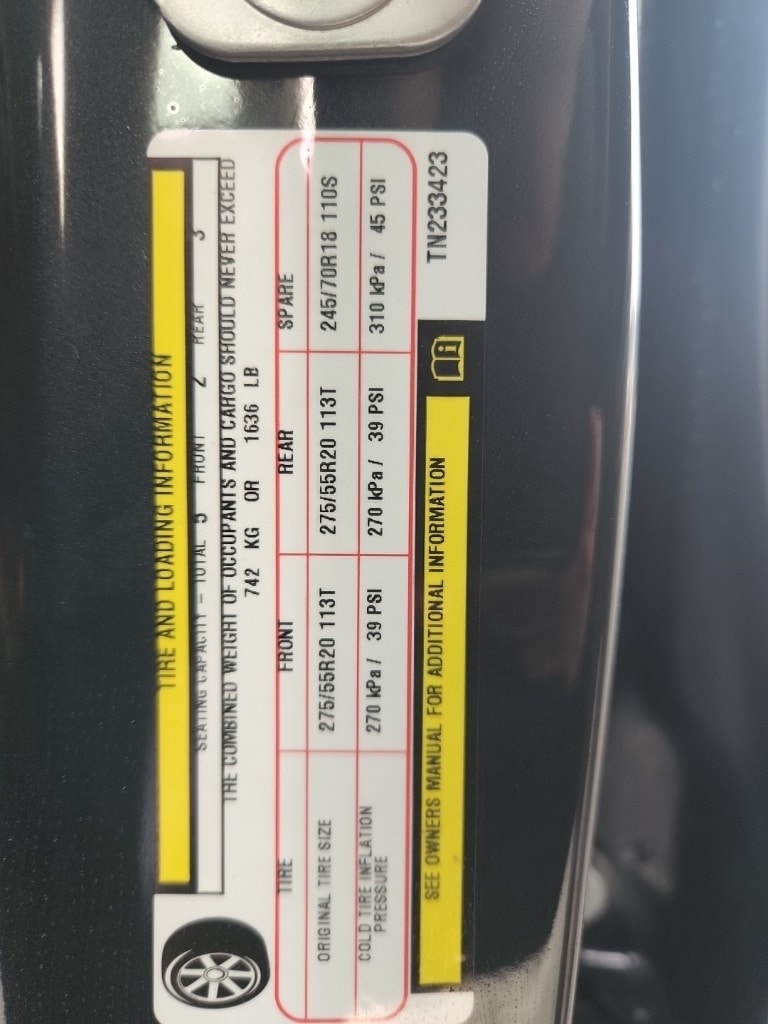 TIRE AND LOADING INFORMATION
SEATING CAPACITY – TOTAL 5 FRONT 2 REAR 3
THE COMBINED WEIGHT OF OCCUPANTS AND CARGO SHOULD NEVER EXCEED
742 KG OR 1636 LB
TIRE FRONT REAR SPARE
ORIGINAL TIRE SIZE 275/55R20 113T 275/55R20 113T 245/70R18 110S
COLD TIRE INFLATION PRESSURE 270 kPa / 39 PSI 270 kPa / 39 PSI 310 kPa / 45 PSI
SEE OWNERS MANUAL FOR ADDITIONAL INFORMATION
TN233423